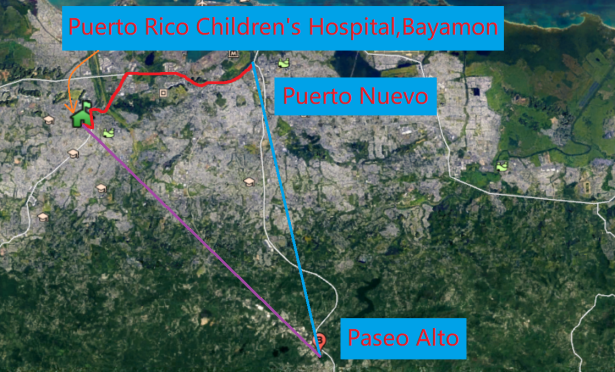 Puerto Rico Children's Hospital,Bayamon
Puerto Nuevo
Paseo Alto